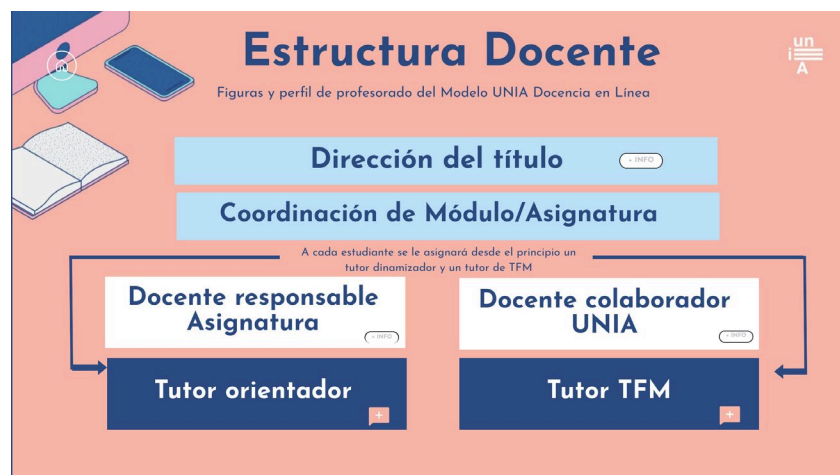 Estructura Docente
un
i
A
Figuras y perfil de profesorado del Modelo UNIA Docencia en Línea
Dirección del título
+ INFO
Coordinación de Módulo/Asignatura
A cada estudiante se le asignará desde el principio un
tutor dinamizador y un tutor de TFM
Docente responsable
Asignatura
+ INFO
Docente colaborador
UNIA
+ INFO
Tutor orientador
+
Tutor TFM
+